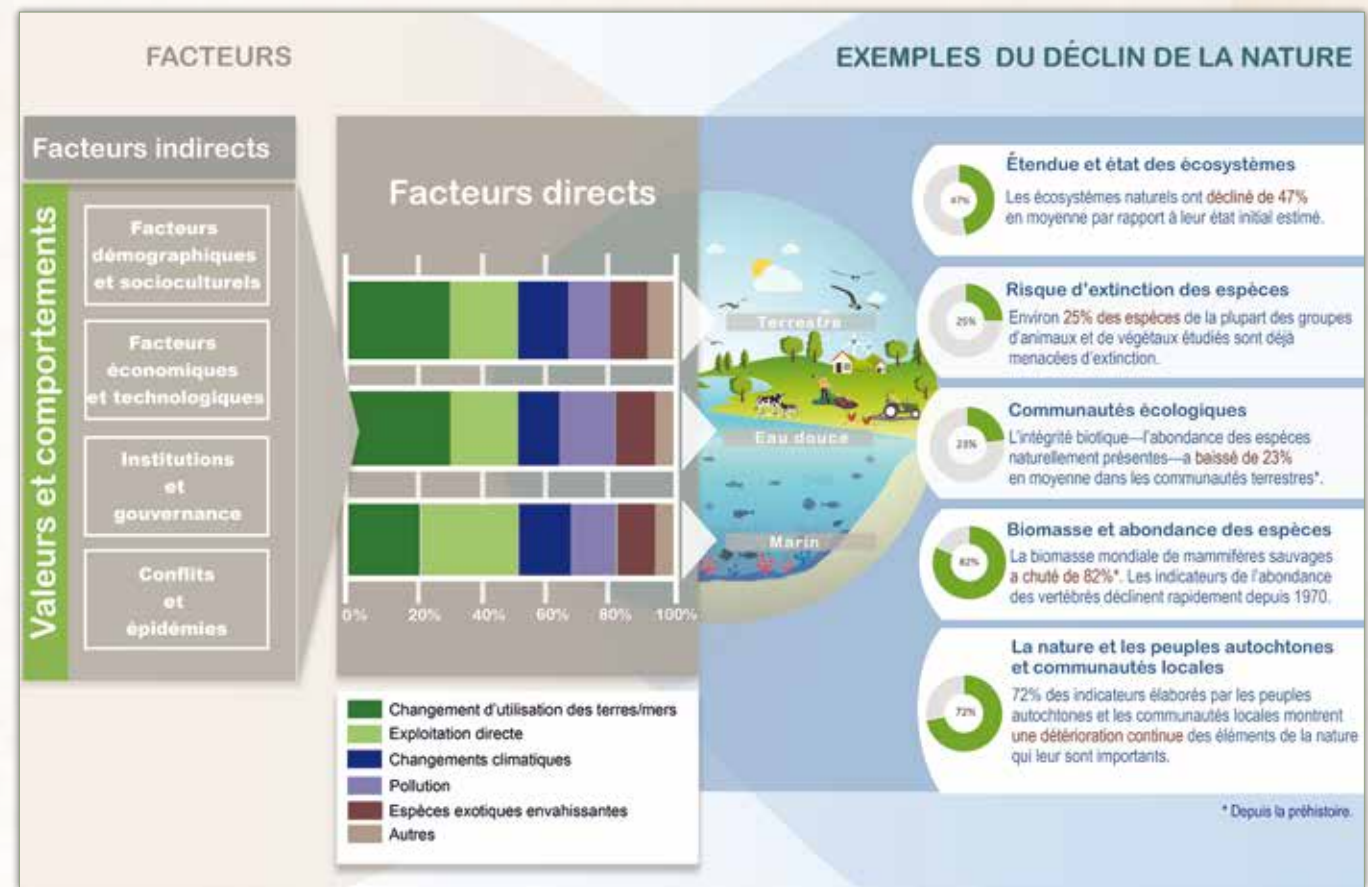 FACTEURS
EXEMPLES DU DÉCLIN DE LA NATURE
Facteurs indirects
Valeurs et comportements
Facteurs
démographiques
et socioculturels
Facteurs
économiques
et technologiques
Institutions
et
gouvernance
Conflits
et
épidémies
Facteurs directs
Terrestre
Eau douce
Marin
0% 20% 40% 60% 80% 100%
Changement d'utilisation des terres/mers
Exploitation directe
Changements climatiques
Pollution
Espèces exotiques envahissantes
Autres
47%
Étendue et état des écosystèmes
Les écosystèmes naturels ont décliné de 47%
en moyenne par rapport à leur état initial estimé.
25%
Risque d'extinction des espèces
Environ 25% des espèces de la plupart des groupes
d'animaux et de végétaux étudiés sont déjà
menacées d'extinction.
23%
Communautés écologiques
L'intégrité biotique—l'abondance des espèces
naturellement présentes—a baissé de 23%
en moyenne dans les communautés terrestres*.
82%
Biomasse et abondance des espèces
La biomasse mondiale de mammifères sauvages
a chuté de 82%*. Les indicateurs de l'abondance
des vertébrés déclinent rapidement depuis 1970.
72%
La nature et les peuples autochtones
et communautés locales
72% des indicateurs élaborés par les peuples
autochtones et les communautés locales montrent
une détérioration continue des éléments de la nature
qui leur sont importants.
* Depuis la préhistoire.